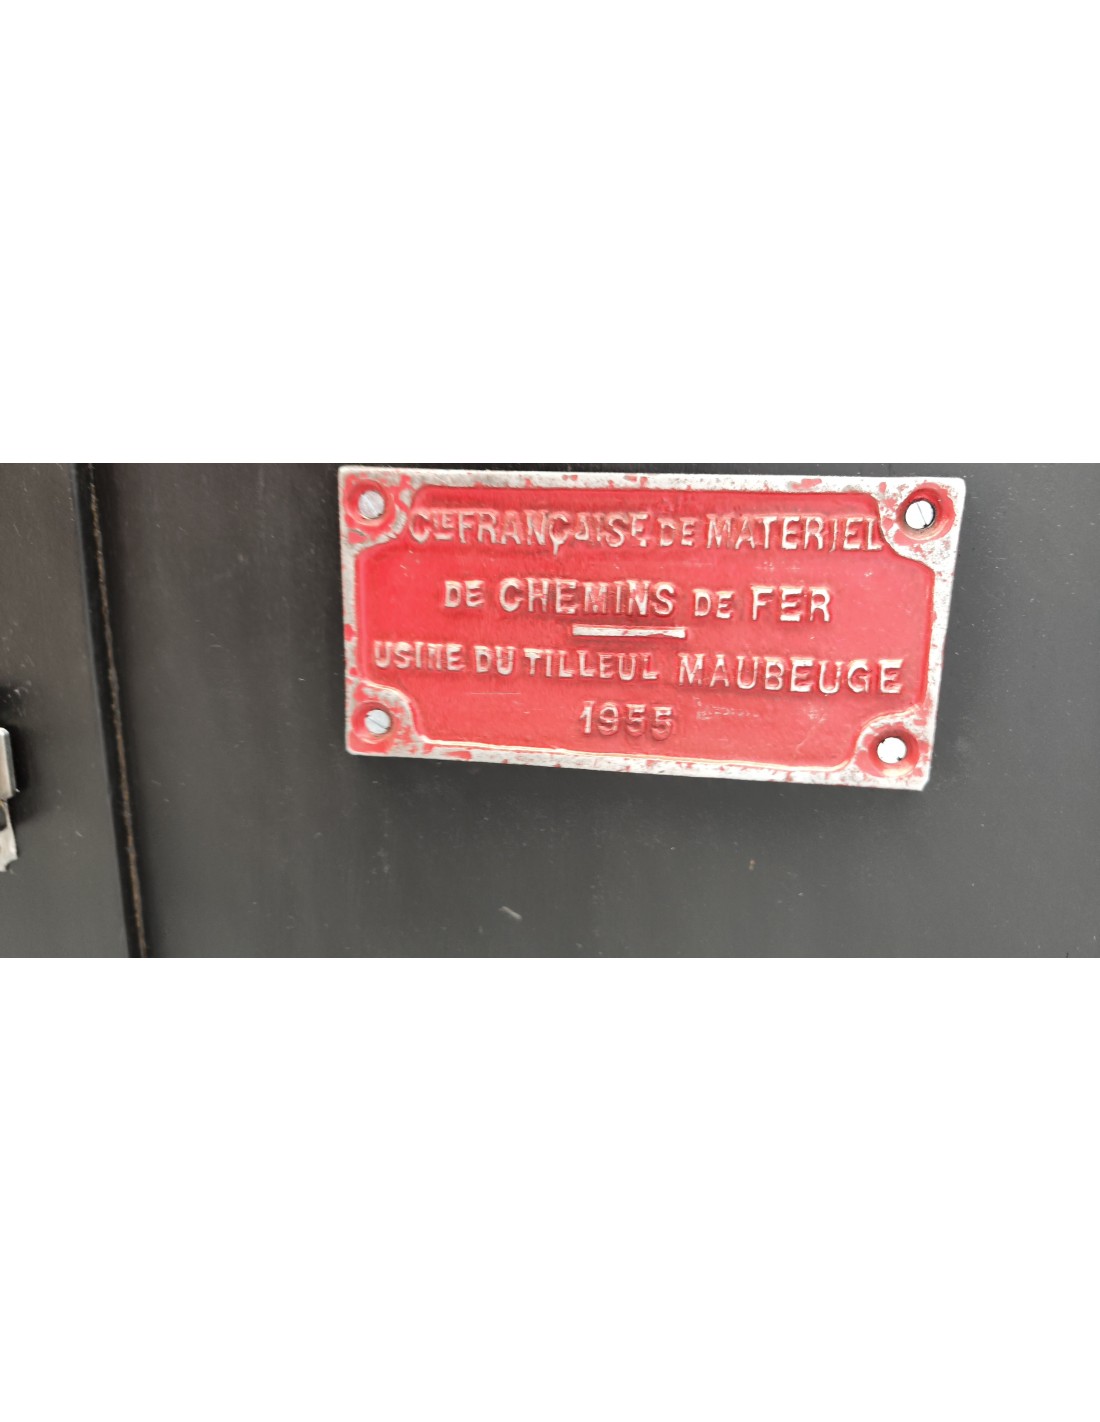 CIE FRANÇAISE DE MATERIEL
DE CHEMINS DE FER
USINE DU TILLEUL MAUBEUGE
1955